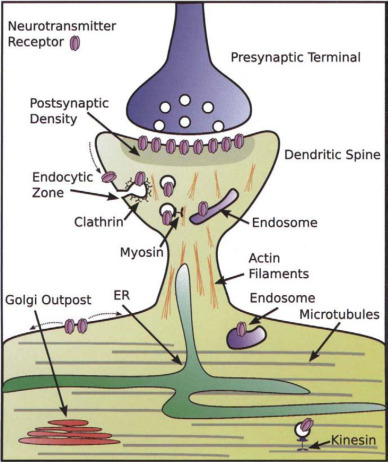 Neurotransmitter
Receptor
Presynaptic Terminal
Postsynaptic
Density
Dendritic Spine
Endocytic
Zone
Clathrin
Endosome
Myosin
Actin
Filaments
Golgi Outpost
ER
Endosome
Microtubules
Kinesin